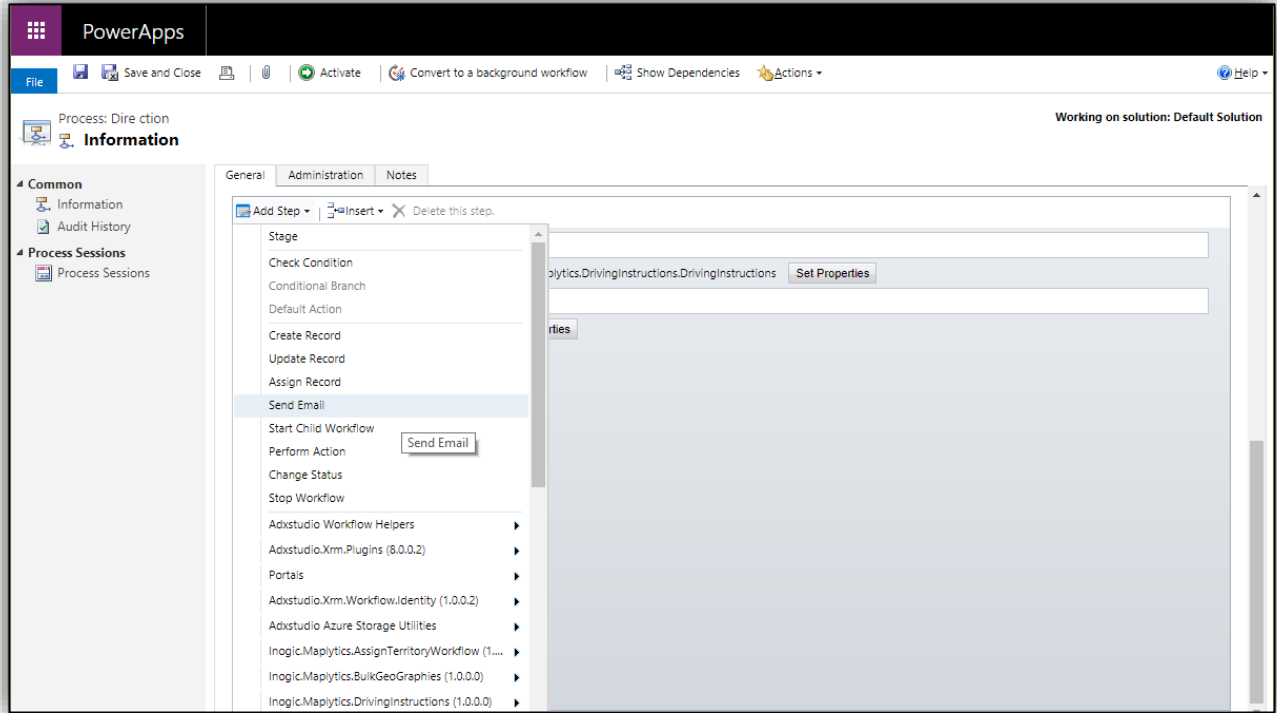 PowerApps
File
Save and Close
Activate
Convert to a background workflow
Show Dependencies
Actions
Help
Process: Dire ction
Information
Working on solution: Default Solution
Common
Information
Audit History
Process Sessions
Process Sessions
General
Administration
Notes
Add Step
Insert
Delete this step.
Stage
Check Condition
Conditional Branch
Default Action
Create Record
Update Record
Assign Record
Send Email
Start Child Workflow
Send Email
Perform Action
Change Status
Stop Workflow
Adxstudio Workflow Helpers
Adxstudio.Xrm.Plugins (8.0.0.2)
Portals
Adxstudio.Xrm.Workflow.Identity (1.0.0.2)
Adxstudio Azure Storage Utilities
Inogic.Maplytics.AssignTerritoryWorkflow (1....
Inogic.Maplytics.BulkGeoGraphies (1.0.0.0)
Inogic.Maplytics.DrivingInstructions (1.0.0.0)
plytics.DrivingInstructions.DrivingInstructions
Set Properties
rties